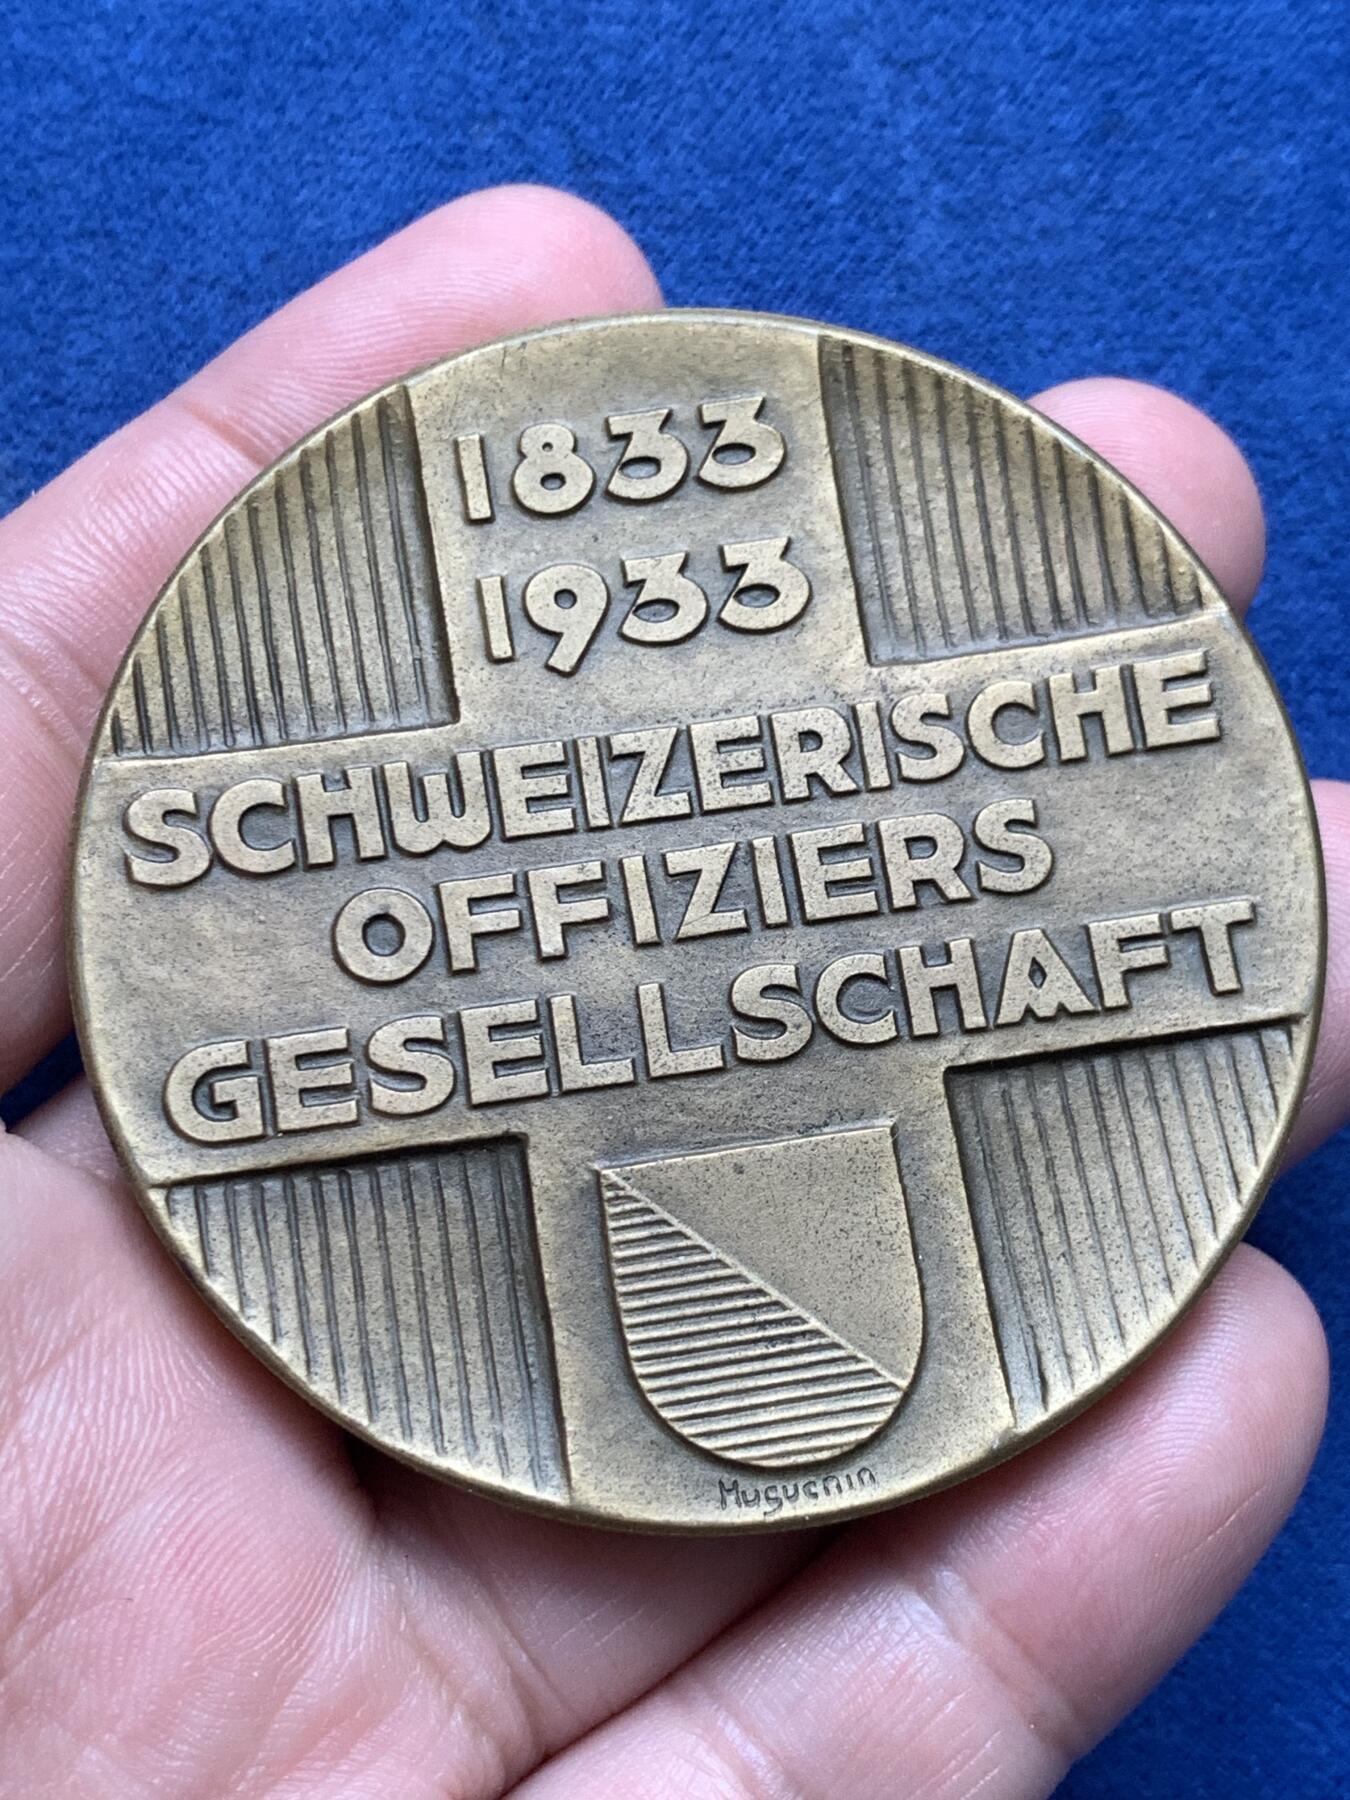 1833
1933
SCHWEIZERISCHE
OFFIZIERS
GESELLSCHAFT
Huguenin